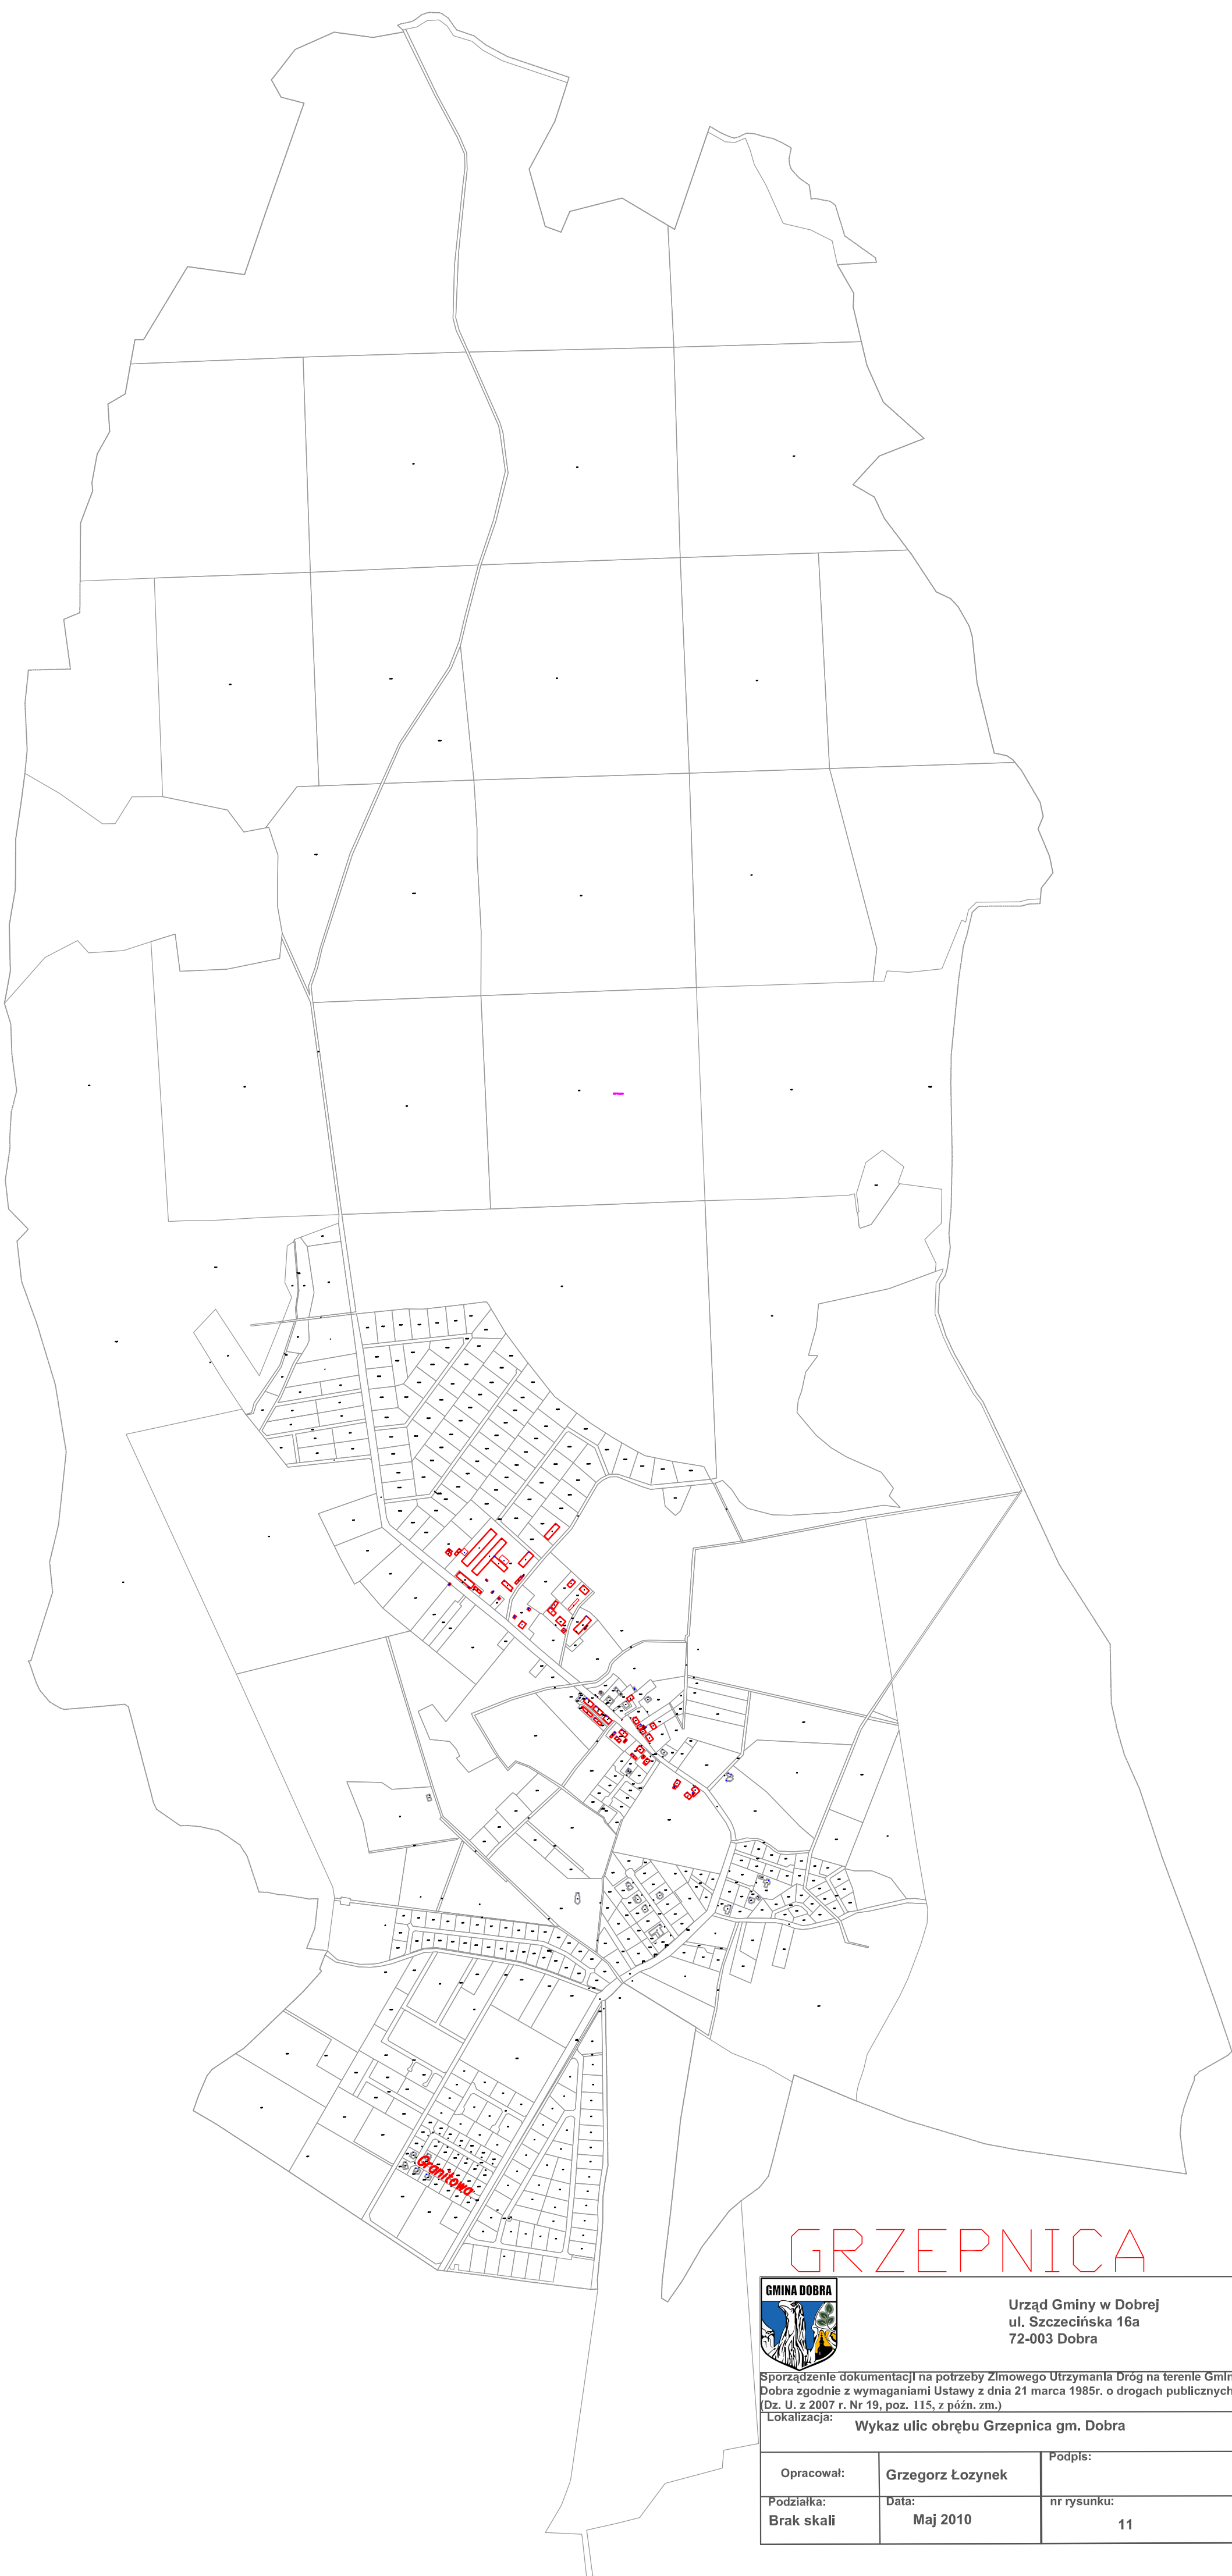 Granitowa
GRZEPNICA
GMINA DOBRA
Urząd Gminy w Dobrej
ul. Szczecińska 16a
72-003 Dobra
Sporządzenie dokumentacji na potrzeby Zimowego Utrzymania Dróg na terenie Gmin
Dobra zgodnie z wymaganiami Ustawy z dnia 21 marca 1985r. o drogach publicznych
(Dz. U. z 2007 r. Nr 19, poz. 115, z późn. zm.)
Lokalizacja:
Wykaz ulic obrębu Grzepnica gm. Dobra
Opracował:
Grzegorz Łozynek
Podpis:
Podziałka:
Brak skali
Data:
Maj 2010
nr rysunku:
11